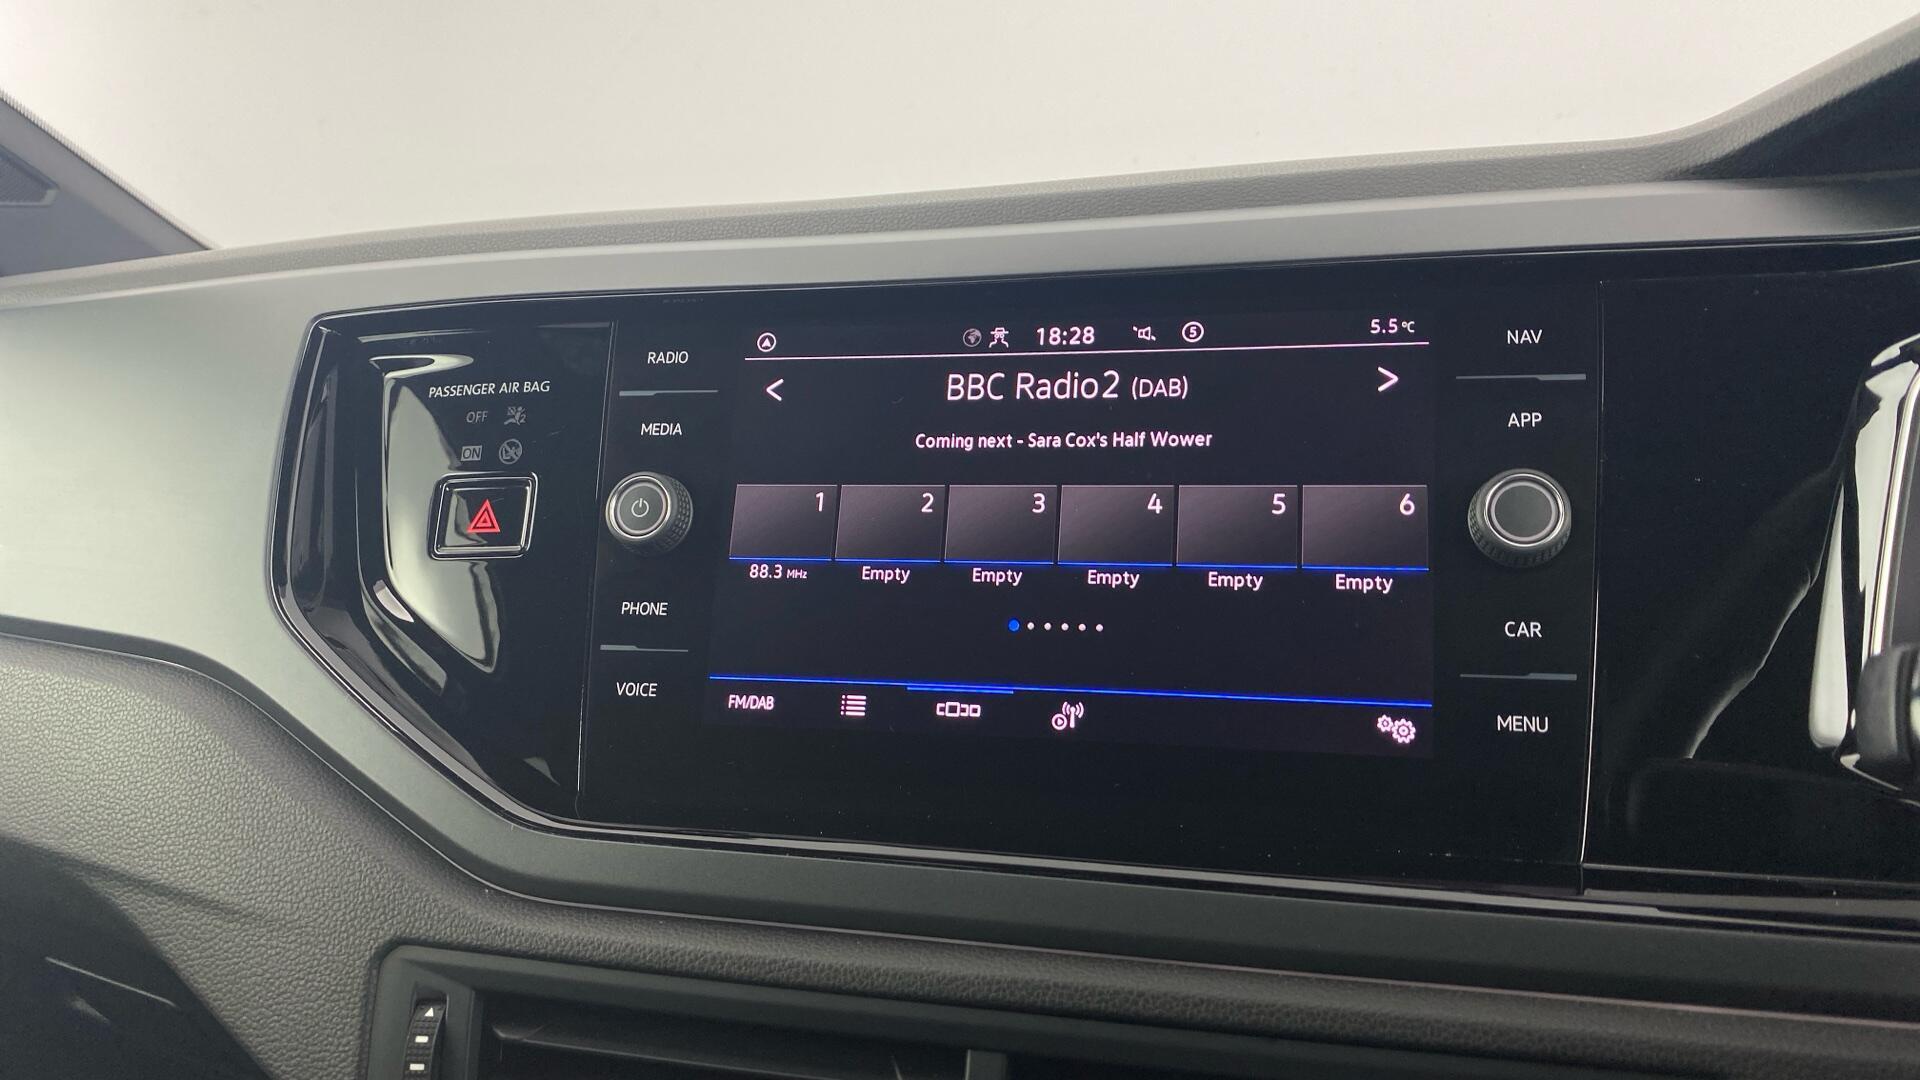 PASSENGER AIR BAG
OFF
2
ON
RADIO
MEDIA
PHONE
VOICE
18:28
5
5.5°C
< BBC Radio2 (DAB) >
Coming next - Sara Cox's Half Wower
1 2 3 4 5 6
88.3 MHz Empty Empty Empty Empty Empty
FM/DAB
NAV
APP
CAR
MENU